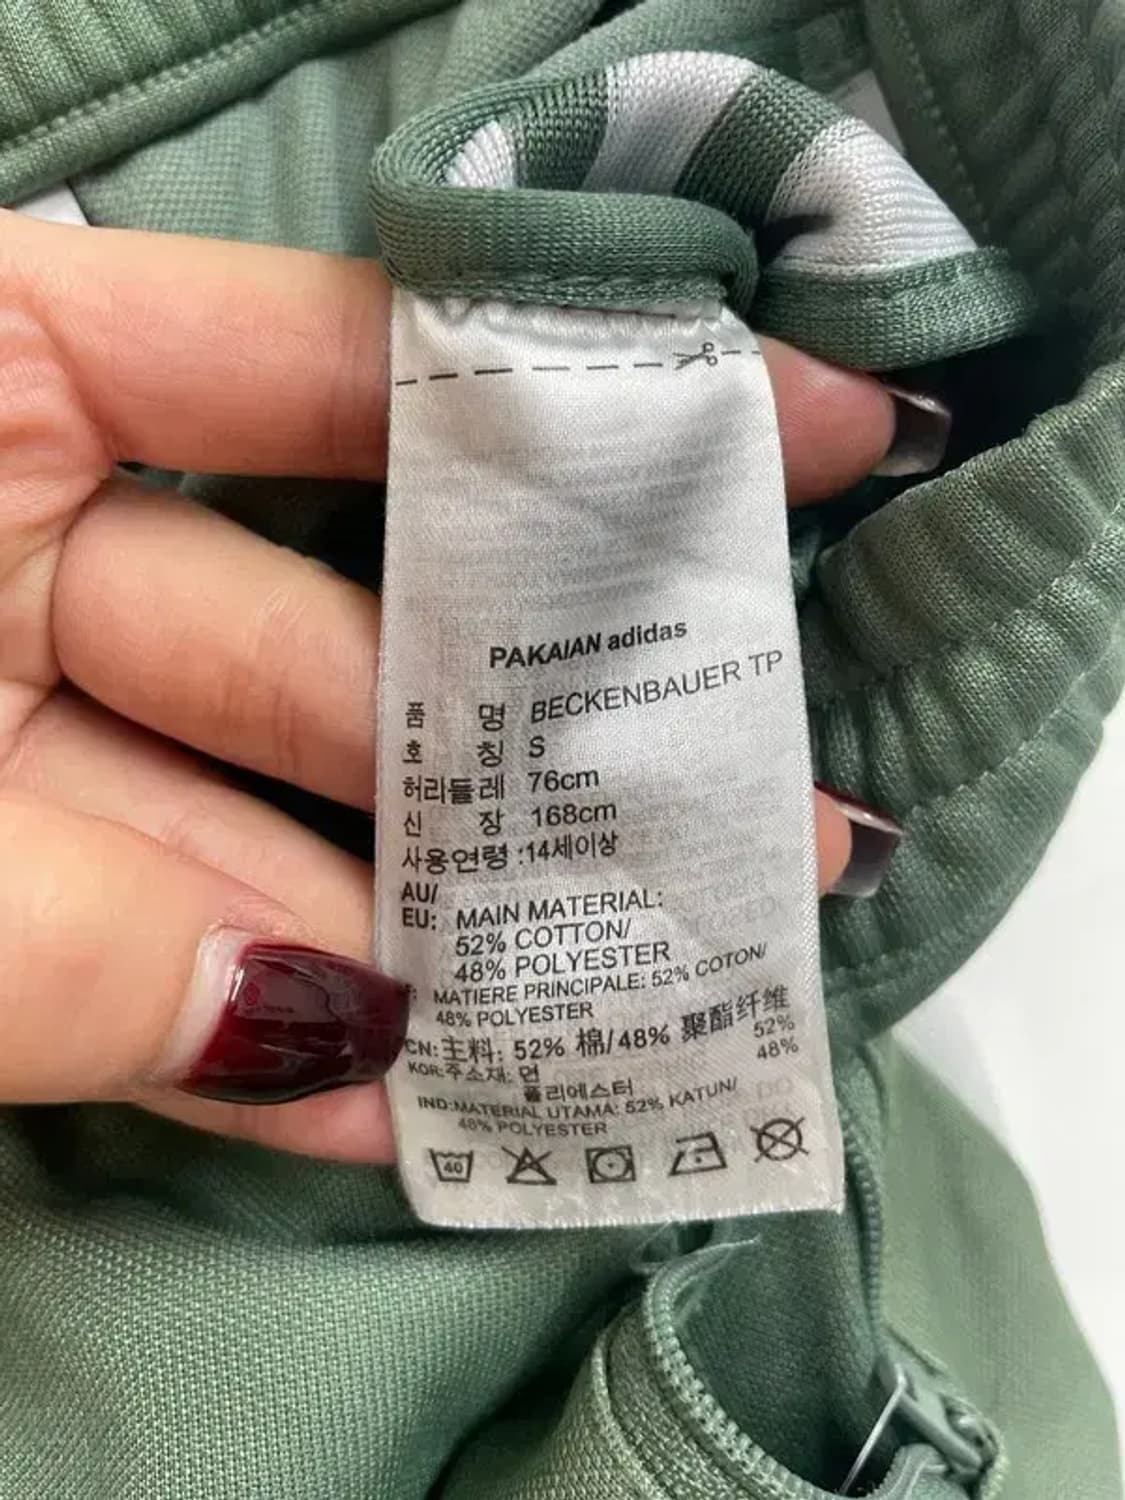 PAKAIAN adidas
품 명 BECKENBAUER TP
호 칭 S
허리둘레 76cm
신 장 168cm
사용연령 :14세이상
AU/
EU: MAIN MATERIAL:
52% COTTON/
48% POLYESTER
F: MATIERE PRINCIPALE: 52% COTON/
48% POLYESTER
CN: 主料: 52% 棉/48% 聚酯纤维
KOR:주소재: 면 52%
폴리에스터 48%
IND:MATERIAL UTAMA: 52% KATUN/
48% POLYESTER
40